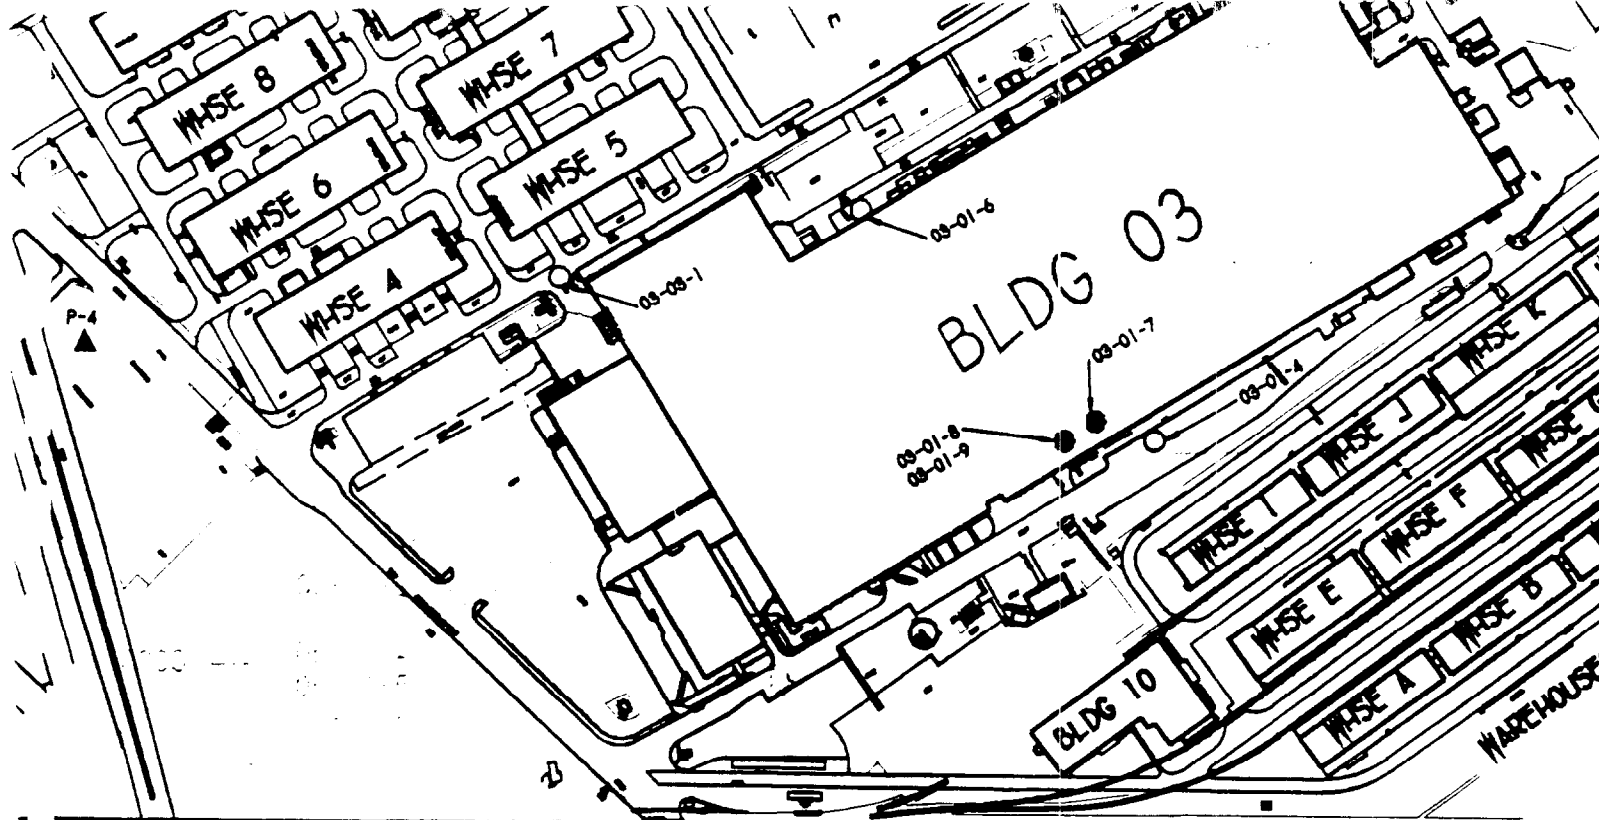 WHSE 8
WHSE 7
WHSE 6
WHSE 5
WHSE 4
P-4
03-03-1
03-01-6
BLDG 03
03-01-7
03-01-4
03-01-8
03-01-9
WHSE K
WHSE J
WHSE I
WHSE G
WHSE F
WHSE E
WHSE B
WHSE A
BLDG 10
WAREHOUSE